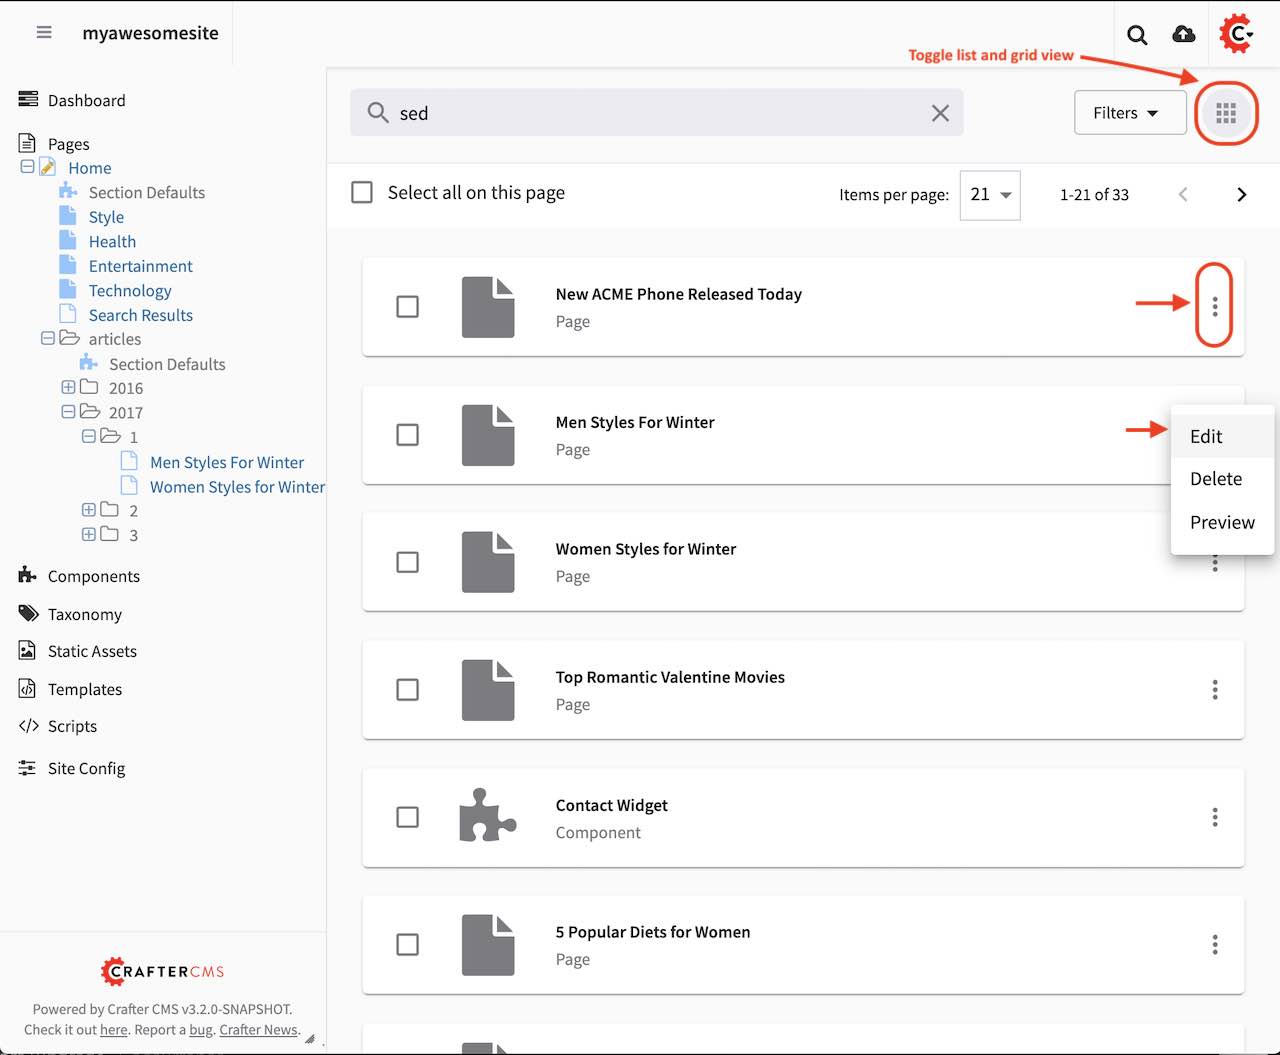 myawesomesite
Toggle list and grid view
Dashboard
Pages
Home
Section Defaults
Style
Health
Entertainment
Technology
Search Results
articles
Section Defaults
2016
2017
1
Men Styles For Winter
Women Styles for Winter
2
3
Components
Taxonomy
Static Assets
Templates
Scripts
Site Config
CRAFTERCMS
Powered by Crafter CMS v3.2.0-SNAPSHOT.
Check it out here. Report a bug. Crafter News.
sed
Filters
Select all on this page
Items per page: 21 1-21 of 33
New ACME Phone Released Today
Page
Men Styles For Winter
Page
Edit
Delete
Preview
Women Styles for Winter
Page
Top Romantic Valentine Movies
Page
Contact Widget
Component
5 Popular Diets for Women
Page